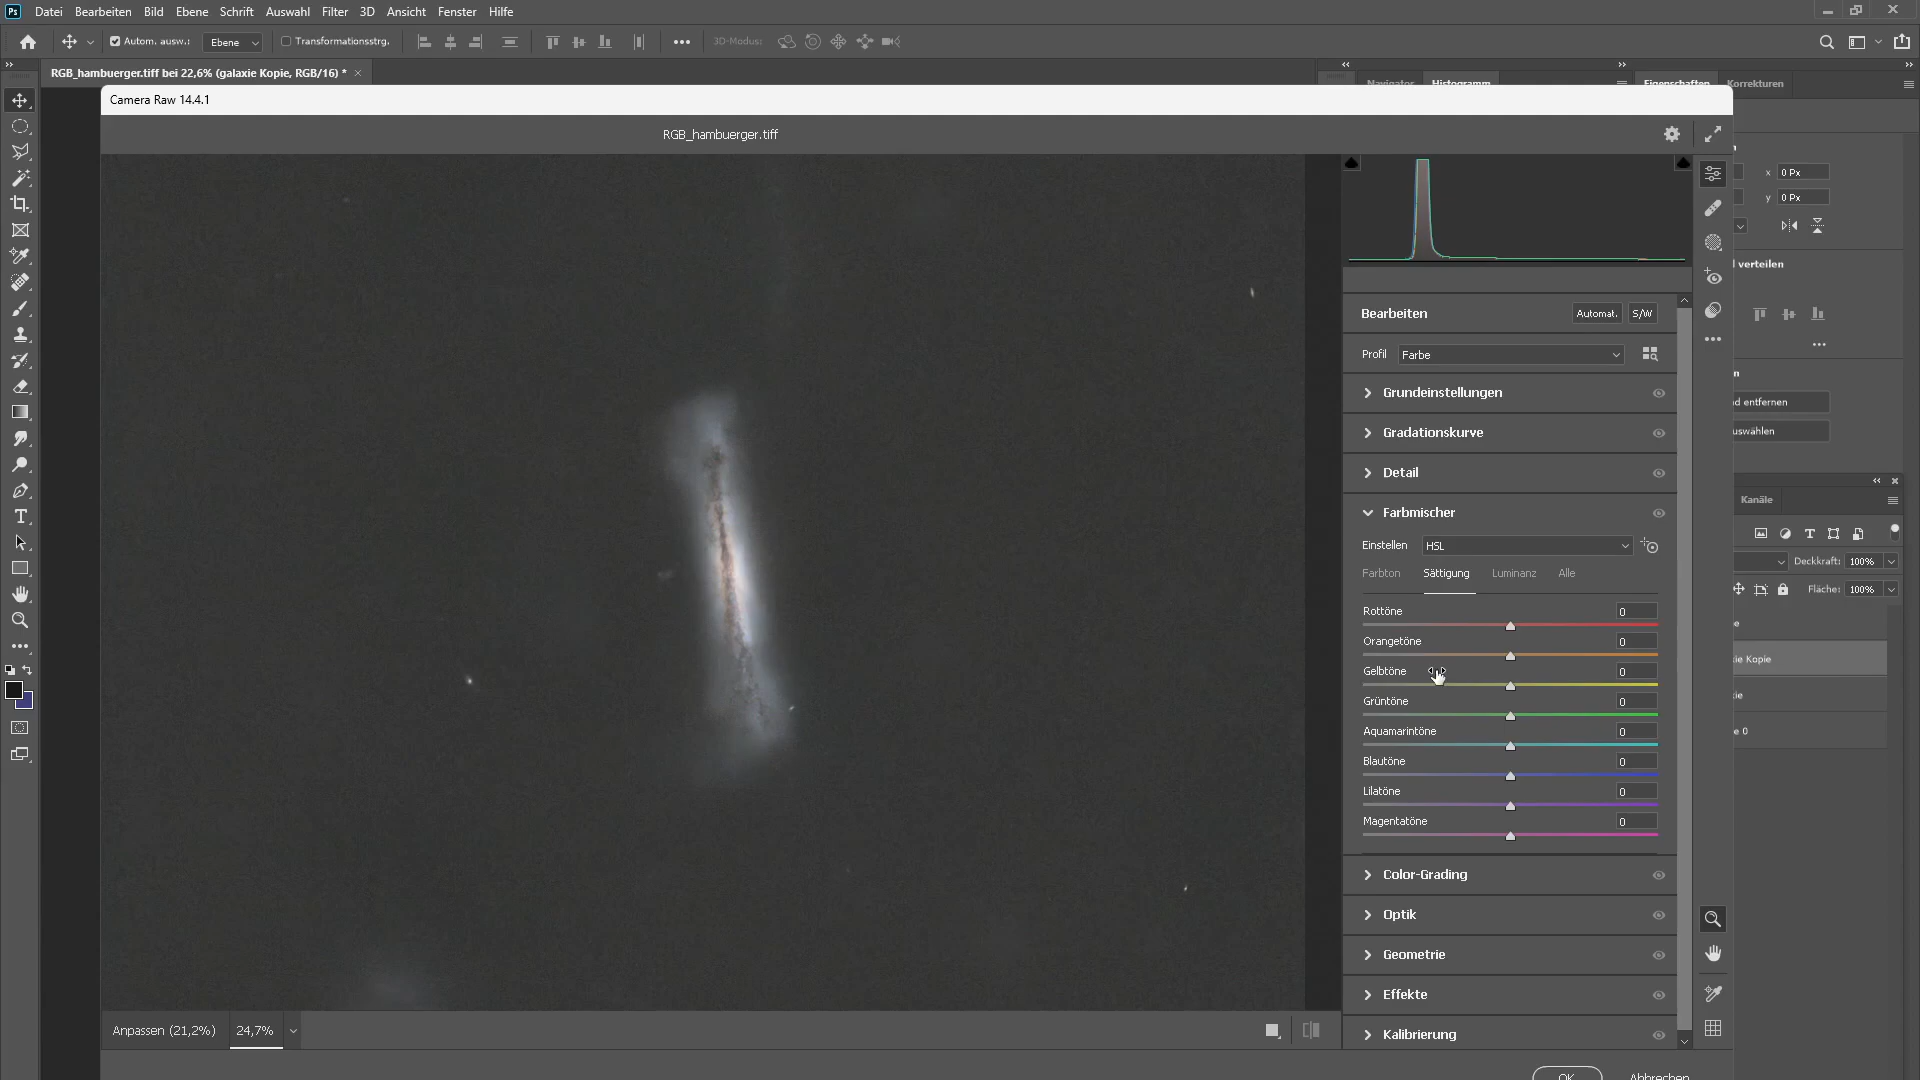 Ps Datei Bearbeiten Bild Ebene Schrift Auswahl Filter 3D Ansicht Fenster Hilfe
Autom. ausw.: Ebene Transformationsstrg. 3D-Modus:
RGB_hambuerger.tiff bei 22,6% (galaxie Kopie, RGB/16) *
Navigator Histogramm Eigenschaften Korrekturen
Camera Raw 14.4.1
RGB_hambuerger.tiff
x 0 Px
y 0 Px
verteilen
Bearbeiten Automat. S/W
Profil Farbe
Grundeinstellungen
entfernen
Gradationskurve
Detail
Kanäle
Farbmischer
Einstellen HSL
Deckkraft: 100%
Farbton Sättigung Luminanz Alle
Fläche: 100%
Rottöne 0
Orangetöne 0
Kopie
Gelbtöne 0
Grüntöne 0
Aquamarintöne 0
0
Blautöne 0
Lilatöne 0
Magentatöne 0
Color-Grading
Optik
Geometrie
Effekte
Anpassen (21,2%) 24,7%
Kalibrierung
OK Abbrechen